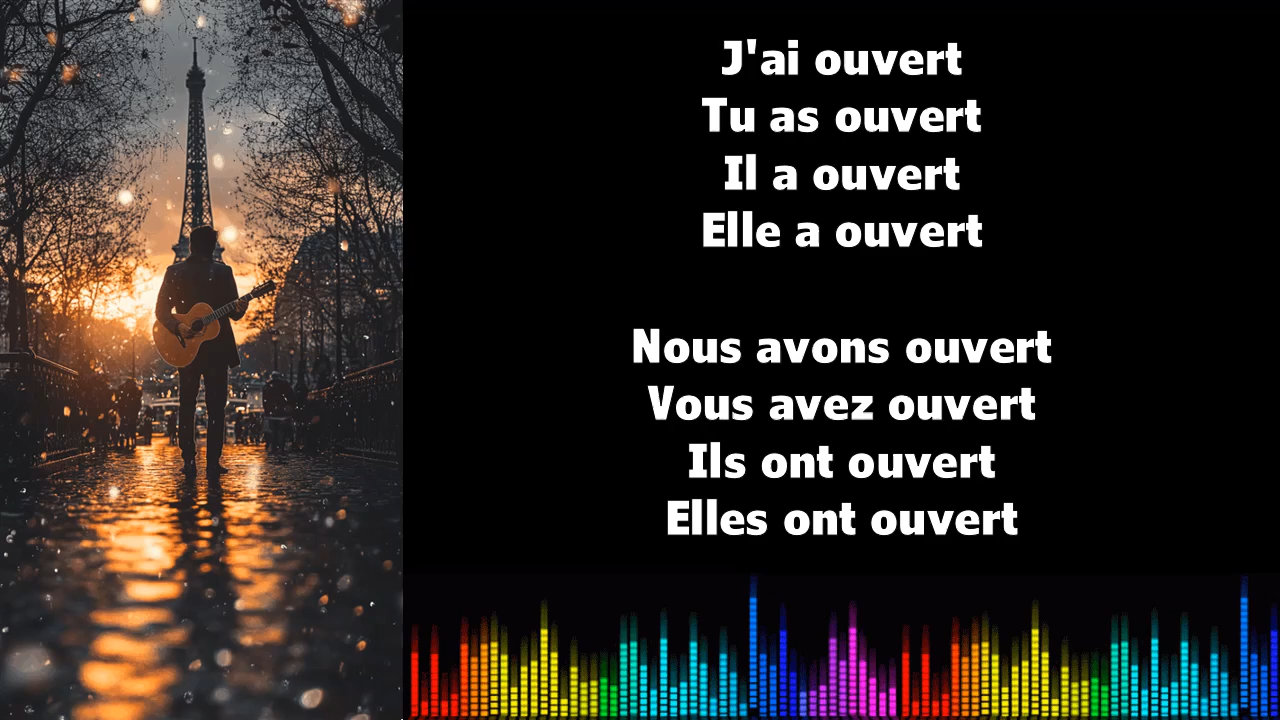 J'ai ouvert
Tu as ouvert
Il a ouvert
Elle a ouvert
Nous avons ouvert
Vous avez ouvert
Ils ont ouvert
Elles ont ouvert